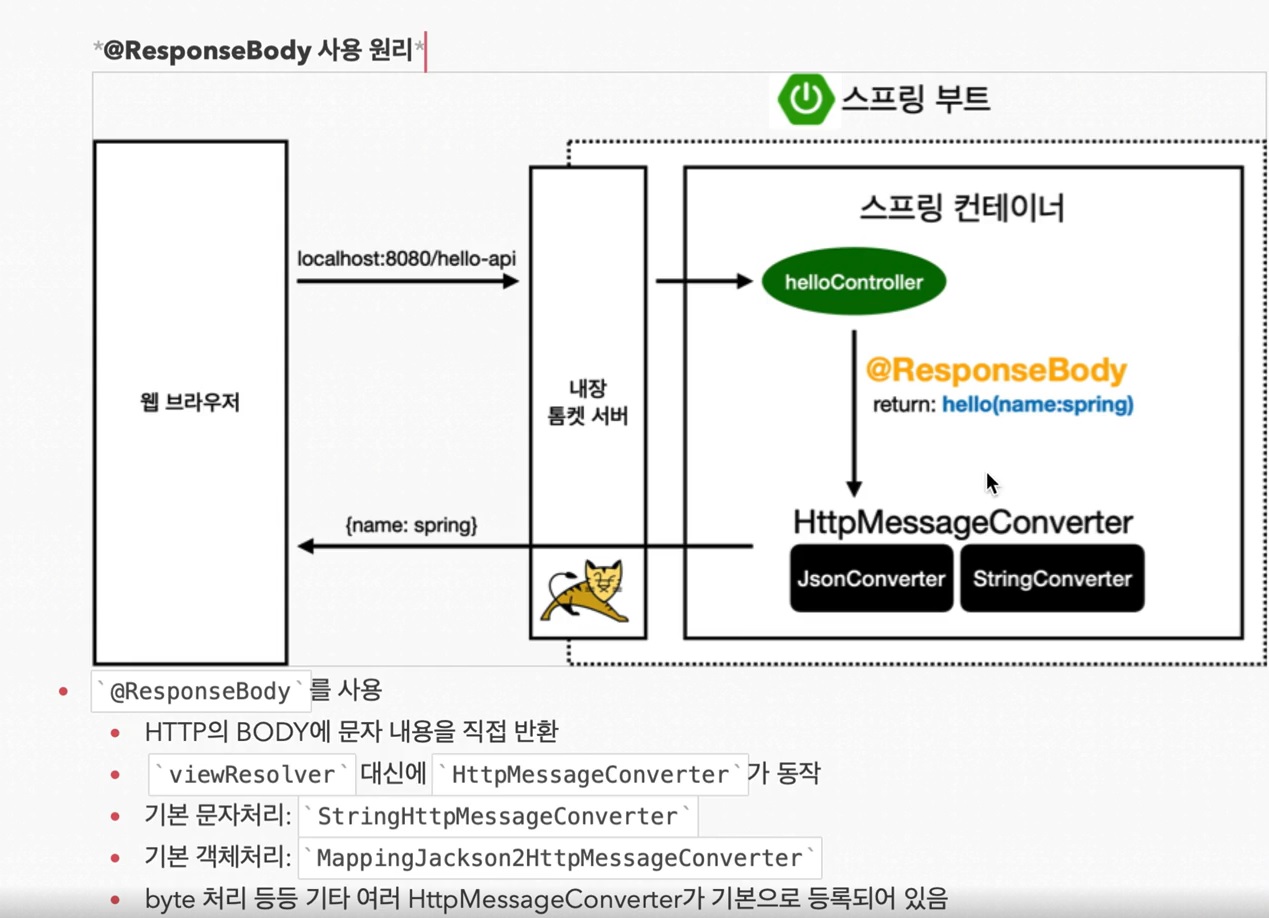 *@ResponseBody 사용 원리*
스프링 부트
스프링 컨테이너
localhost:8080/hello-api
helloController
@ResponseBody
return: hello(name:spring)
웹 브라우저
내장
톰켓 서버
{name: spring}
HttpMessageConverter
JsonConverter
StringConverter
`@ResponseBody`를 사용
HTTP의 BODY에 문자 내용을 직접 반환
`viewResolver` 대신에 `HttpMessageConverter`가 동작
기본 문자처리: `StringHttpMessageConverter`
기본 객체처리: `MappingJackson2HttpMessageConverter`
byte 처리 등등 기타 여러 HttpMessageConverter가 기본으로 등록되어 있음